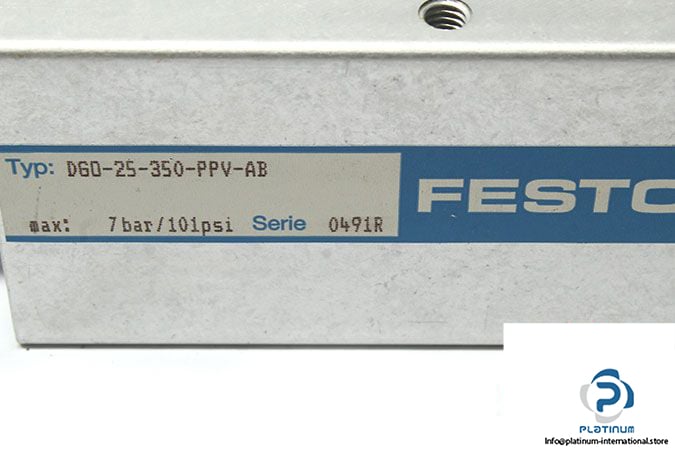 Typ: DGO-25-350-PPV-AB
max: 7bar/101psi Serie 0491R
FESTO
PLATINUM
Info@platinum-international.store